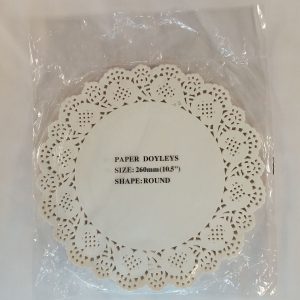 PAPER DOYLEYS
SIZE:260mm(10.5")
SHAPE:ROUND